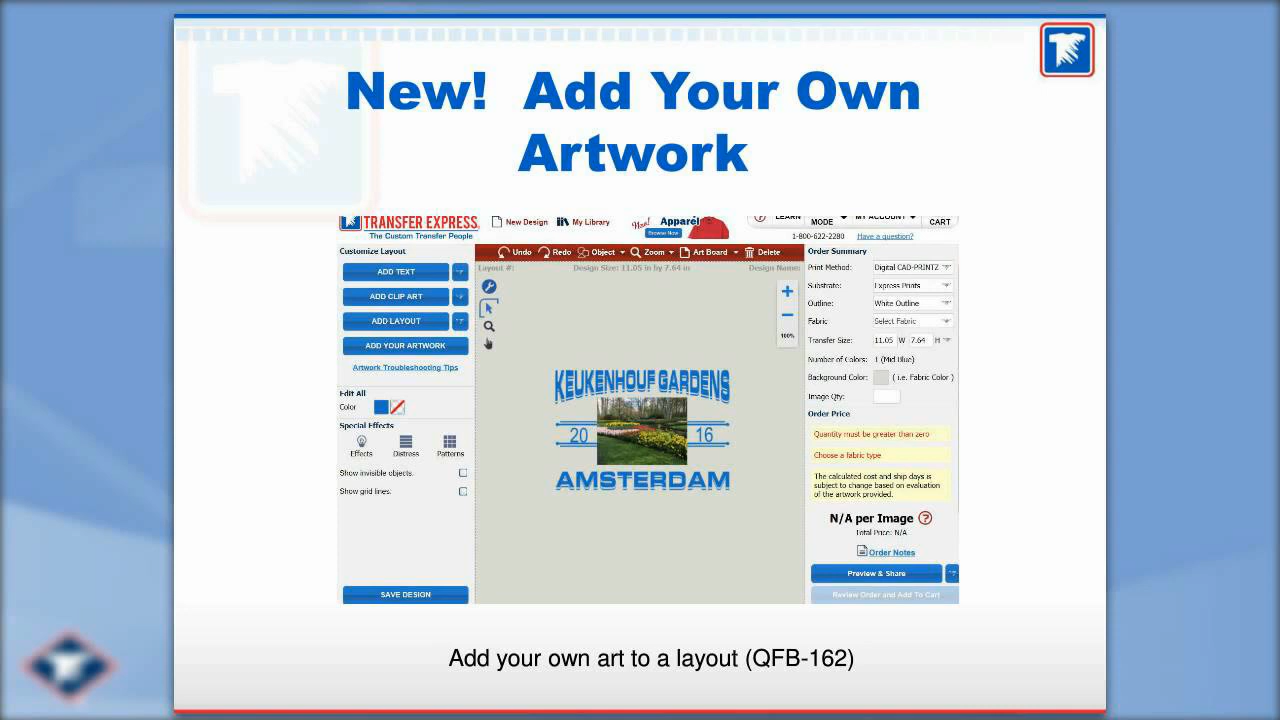 New! Add Your Own
Artwork
TRANSFER EXPRESS
The Custom Transfer People
New Design
My Library
New!
Apparel
Browse Now
LEARN
MODE
MY ACCOUNT
CART
1-800-622-2280 Have a question?
Customize Layout
ADD TEXT
ADD CLIP ART
ADD LAYOUT
ADD YOUR ARTWORK
Artwork Troubleshooting Tips
Edit All
Color
Special Effects
Effects Distress Patterns
Show invisible objects.
Show grid lines.
SAVE DESIGN
Undo Redo Object Zoom Art Board Delete
Layout #: Design Size: 11.05 in by 7.64 in Design Name:
100%
KEUKENHOUF GARDENS
20 16
AMSTERDAM
Order Summary
Print Method: Digital CAD-PRINTZ
Substrate: Express Prints
Outline: White Outline
Fabric Select Fabric
Transfer Size: 11.05 W 7.64 H
Number of Colors: 1 (Mid Blue)
Background Color: ( i.e. Fabric Color )
Image Qty:
Order Price
Quantity must be greater than zero
Choose a fabric type
The calculated cost and ship days is
subject to change based on evaluation
of the artwork provided.
N/A per Image ?
Total Price: N/A
Order Notes
Preview & Share
Review Order and Add To Cart
Add your own art to a layout (QFB-162)